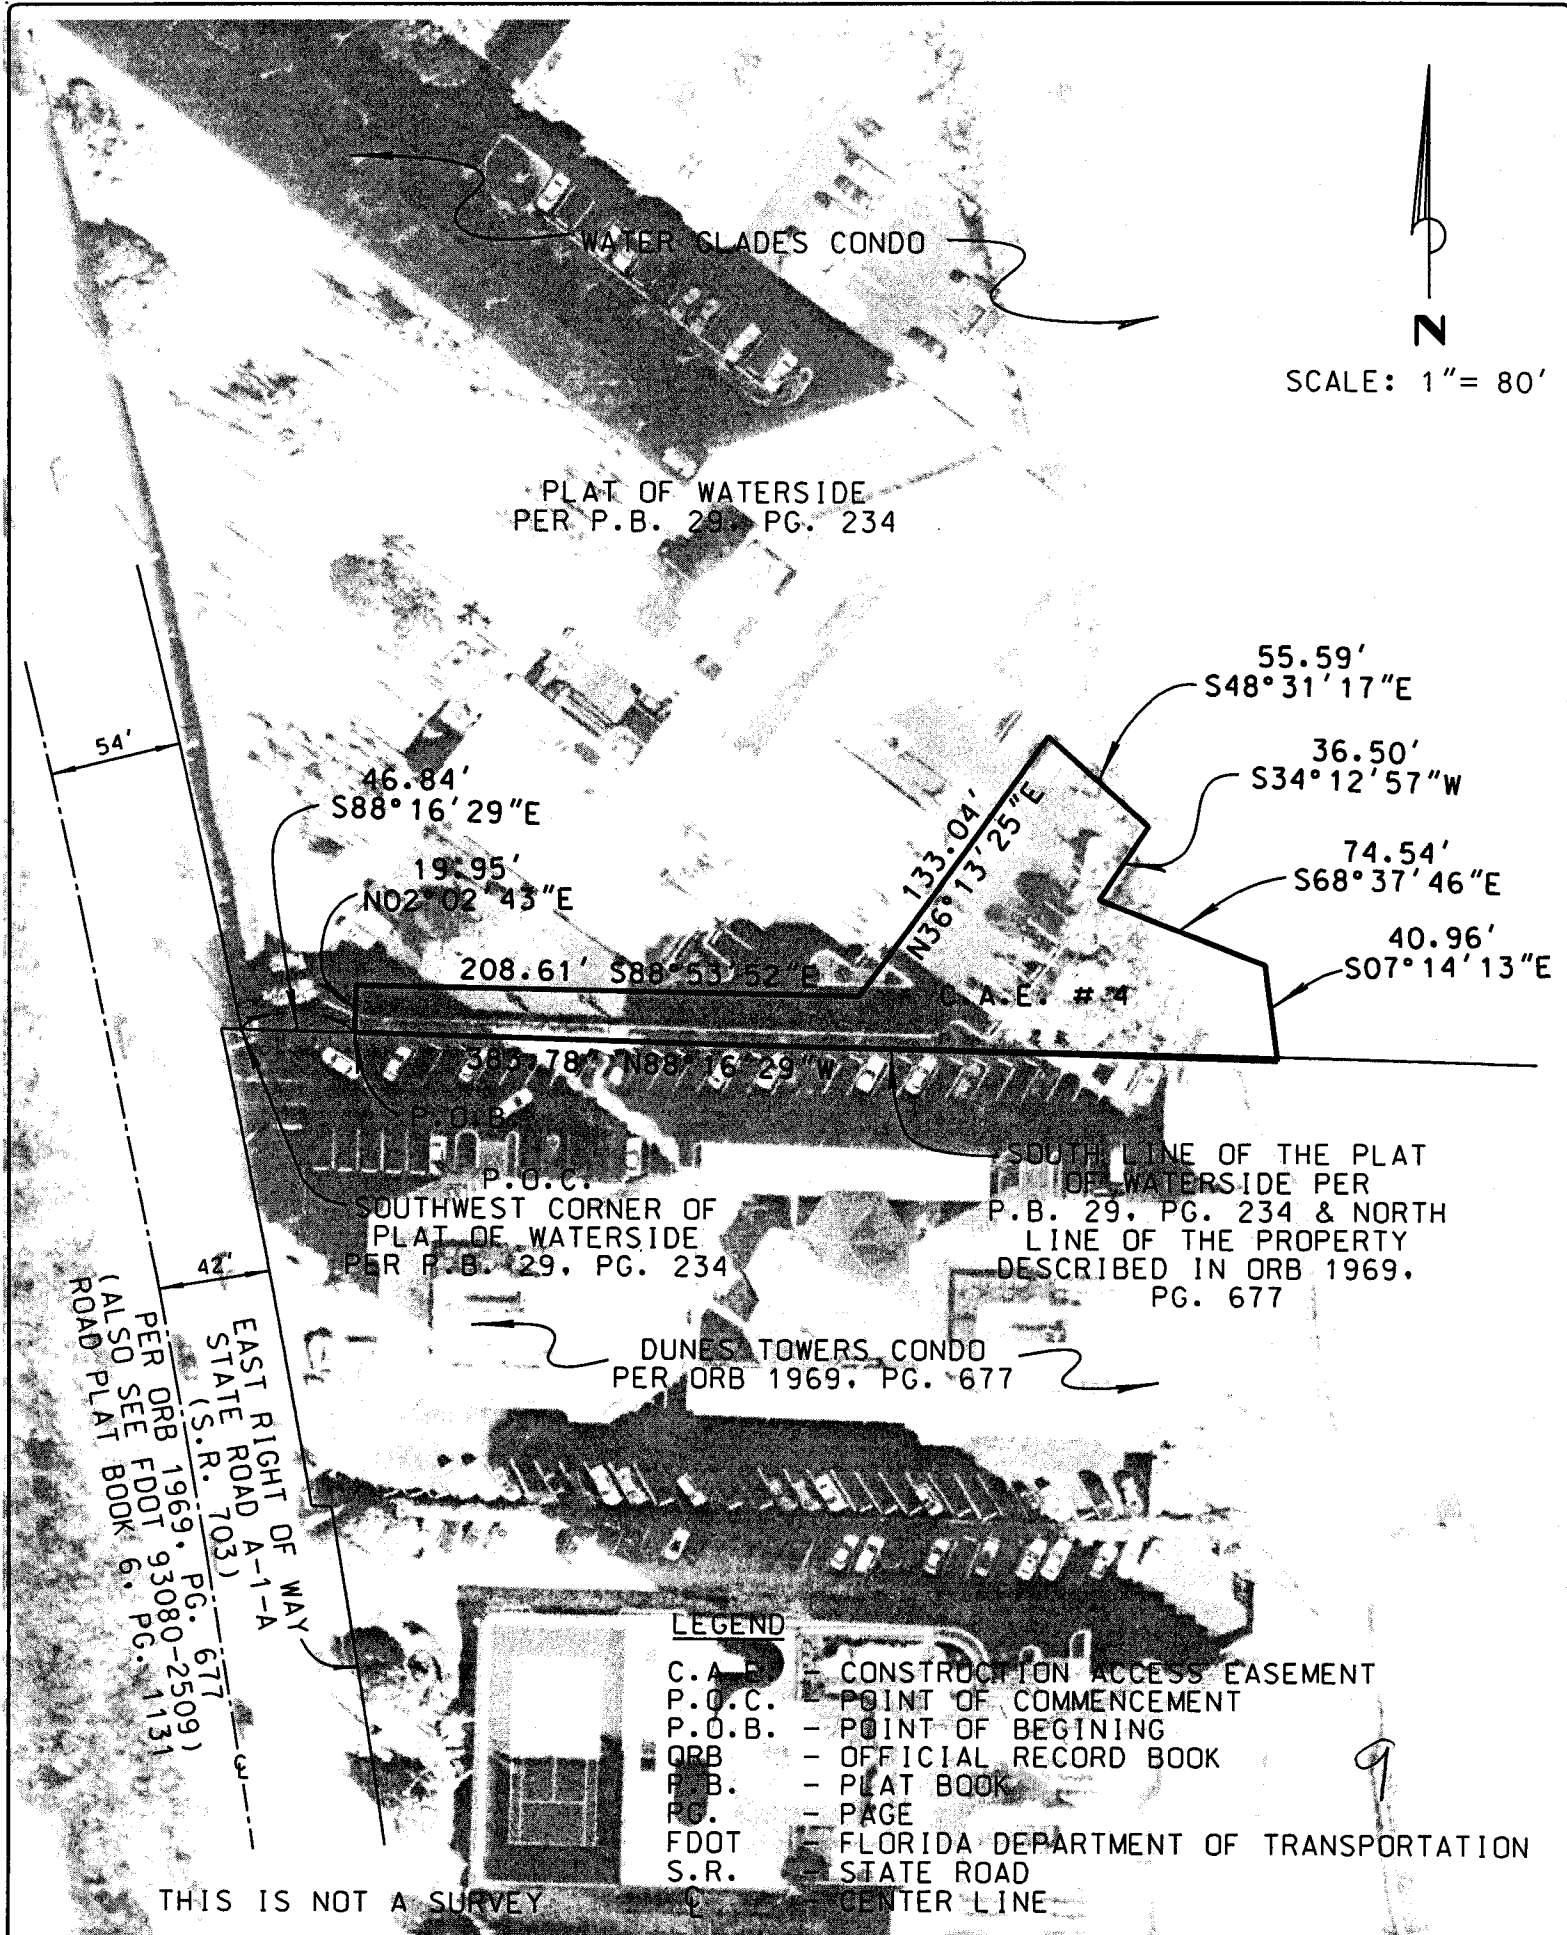 WATER GLADES CONDO
N
SCALE: 1"= 80'
PLAT OF WATERSIDE
PER P.B. 29, PG. 234
55.59'
S48°31'17"E
36.50'
S34°12'57"W
74.54'
S68°37'46"E
40.96'
S07°14'13"E
54'
46.84'
S88°16'29"E
19.95'
N02°02'43"E
133.04'
N36°13'25"E
208.61' S88°53'52"E
C.A.E. #4
383.78' N88°16'29"W
P.O.B.
P.O.C.
SOUTHWEST CORNER OF
PLAT OF WATERSIDE
PER P.B. 29, PG. 234
SOUTH LINE OF THE PLAT
OF WATERSIDE PER
P.B. 29, PG. 234 & NORTH
LINE OF THE PROPERTY
DESCRIBED IN ORB 1969,
PG. 677
42'
DUNES TOWERS CONDO
PER ORB 1969, PG. 677
EAST RIGHT OF WAY
STATE ROAD A-1-A
(S.R. 703)
PER ORB 1969, PG. 677
(ALSO SEE FDOT 93080-2509)
ROAD PLAT BOOK 6, PG. 1131
℄
LEGEND
C.A.E. - CONSTRUCTION ACCESS EASEMENT
P.O.C. - POINT OF COMMENCEMENT
P.O.B. - POINT OF BEGINING
ORB - OFFICIAL RECORD BOOK
P.B. - PLAT BOOK
PG. - PAGE
FDOT - FLORIDA DEPARTMENT OF TRANSPORTATION
S.R. - STATE ROAD
℄ - CENTER LINE
9
THIS IS NOT A SURVEY